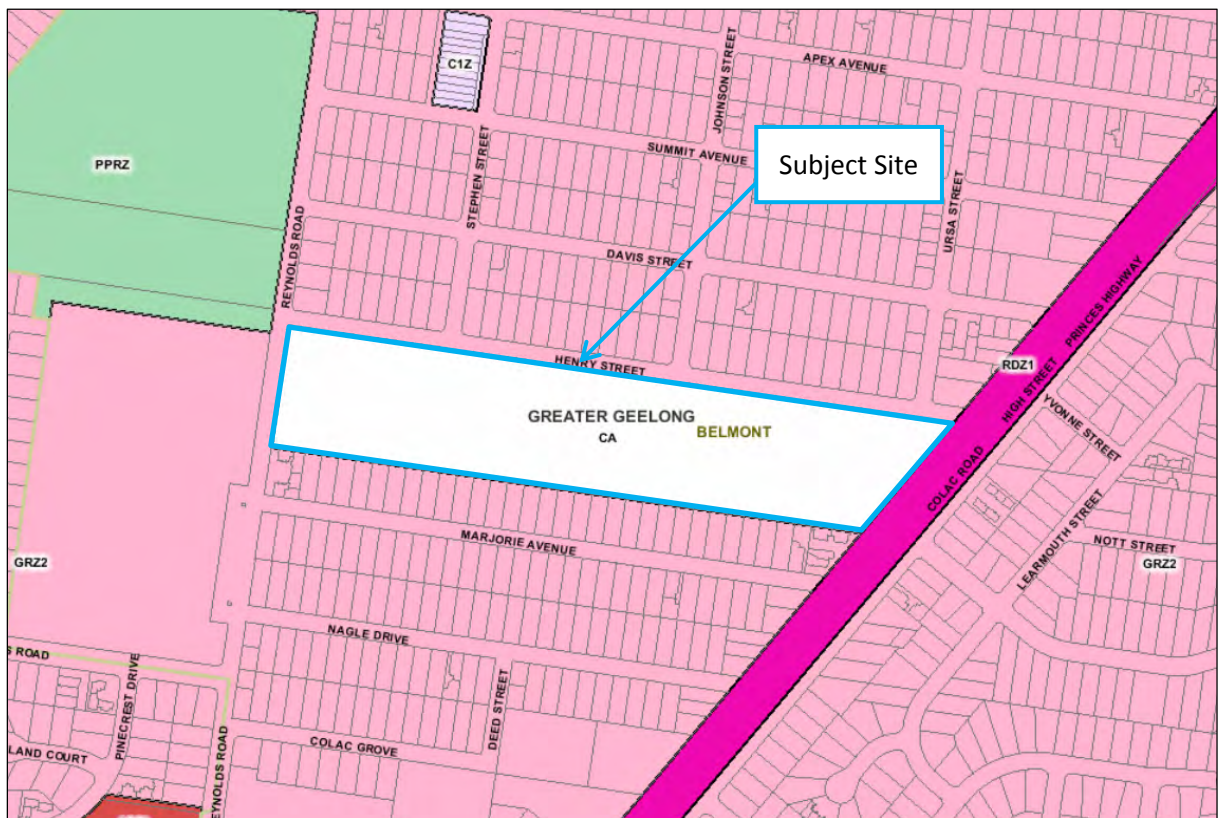 C1Z
APEX AVENUE
JOHNSON STREET
SUMMIT AVENUE
PPRZ
STEPHEN STREET
Subject Site
URSA STREET
REYNOLDS ROAD
DAVIS STREET
HENRY STREET
RDZ1
PRINCES HIGHWAY
HIGH STREET
COLAC ROAD
YVONNE STREET
GREATER GEELONG
CA
BELMONT
LEARMOUTH STREET
NOTT STREET
GRZ2
MARJORIE AVENUE
GRZ2
NAGLE DRIVE
S ROAD
PINECREST DRIVE
DEED STREET
COLAC GROVE
LAND COURT
EYNOLDS ROAD